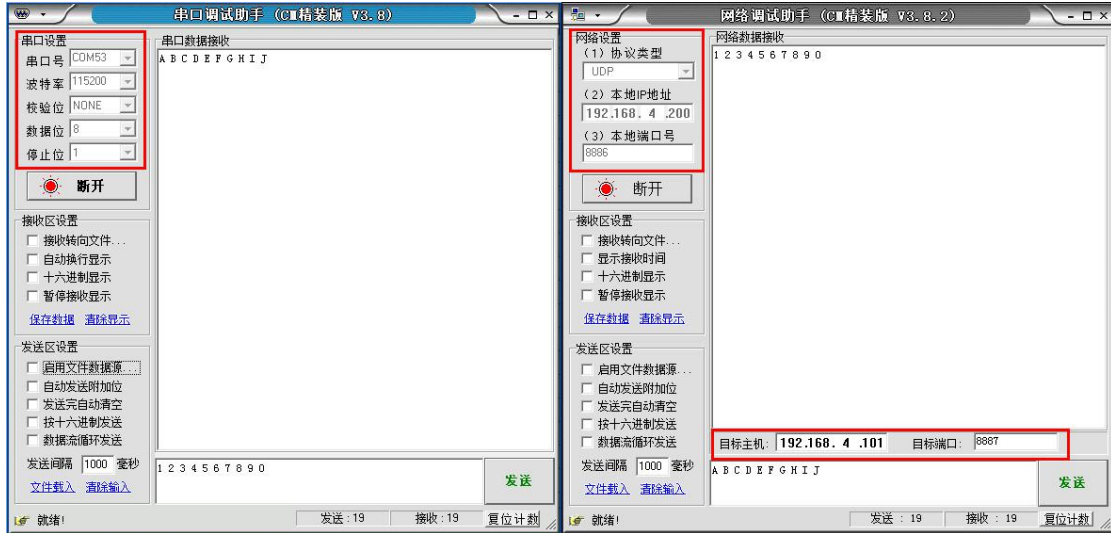 串口调试助手 (CⅢ精装版 V3.8)
串口设置
串口号 COM53
波特率 115200
校验位 NONE
数据位 8
停止位 1
断开
接收区设置
接收转向文件...
自动换行显示
十六进制显示
暂停接收显示
保存数据 清除显示
发送区设置
启用文件数据源...
自动发送附加位
发送完自动清空
按十六进制发送
数据流循环发送
发送间隔 1000 毫秒
文件载入 清除输入
串口数据接收
A B C D E F G H I J
1 2 3 4 5 6 7 8 9 0
发送
就绪!
发送:19 接收:19 复位计数
网络调试助手 (CⅢ精装版 V3.8.2)
网络设置
(1) 协议类型
UDP
(2) 本地IP地址
192.168. 4 .200
(3) 本地端口号
8886
断开
接收区设置
接收转向文件...
显示接收时间
十六进制显示
暂停接收显示
保存数据 清除显示
发送区设置
启用文件数据源...
自动发送附加位
发送完自动清空
按十六进制发送
数据流循环发送
发送间隔 1000 毫秒
文件载入 清除输入
网络数据接收
1 2 3 4 5 6 7 8 9 0
目标主机: 192.168. 4 .101 目标端口: 8887
A B C D E F G H I J
发送
就绪!
发送 : 19 接收 : 19 复位计数